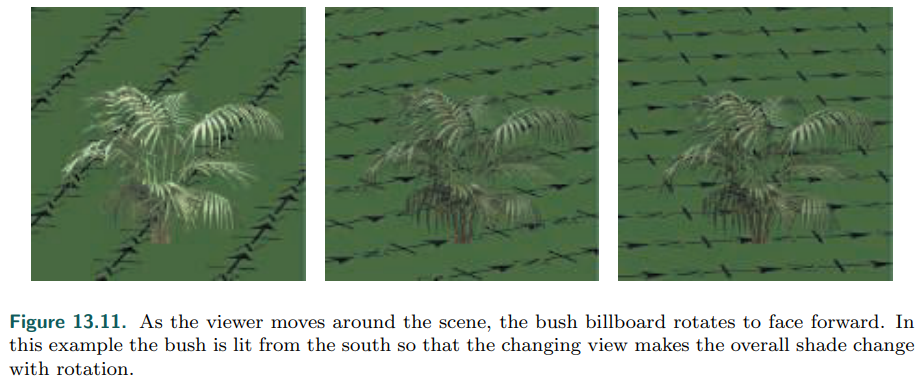 Figure 13.11. As the viewer moves around the scene, the bush billboard rotates to face forward. In
this example the bush is lit from the south so that the changing view makes the overall shade change
with rotation.